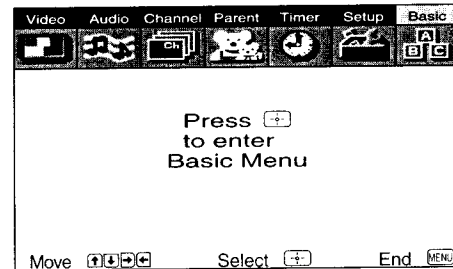 Video Audio Channel Parent Timer Setup Basic
Ch A B C
Press
to enter
Basic Menu
Move Select End MENU